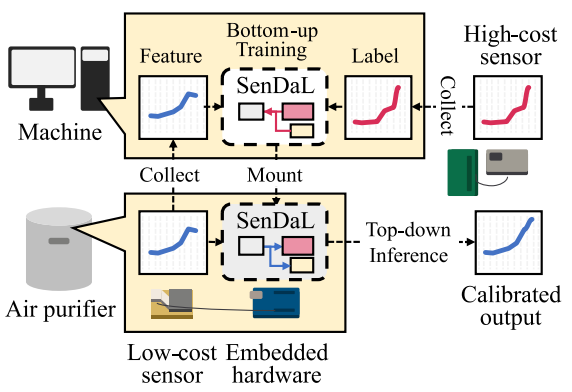 Bottom-up
Training
Feature
Label
High-cost
sensor
SenDaL
Machine
Collect
Collect
Mount
SenDaL
Top-down
Inference
Air purifier
Calibrated
output
Low-cost
sensor
Embedded
hardware